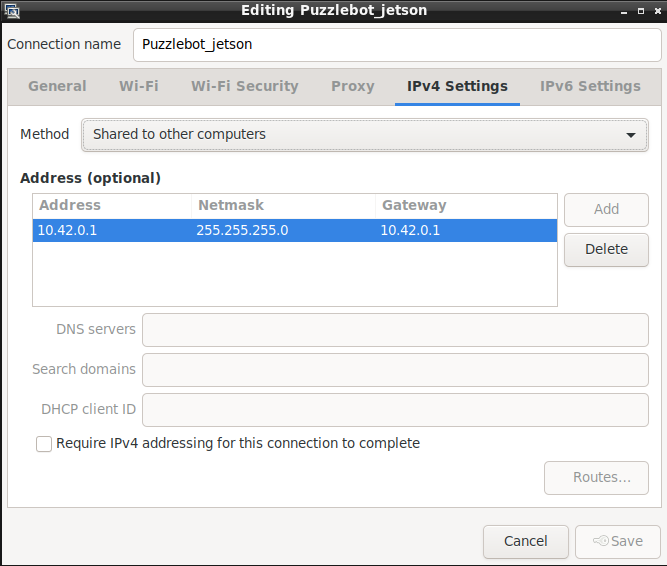 Editing Puzzlebot_jetson
Connection name Puzzlebot_jetson
General Wi-Fi Wi-Fi Security Proxy IPv4 Settings IPv6 Settings
Method Shared to other computers
Address (optional)
Address Netmask Gateway Add
10.42.0.1 255.255.255.0 10.42.0.1
Delete
DNS servers
Search domains
DHCP client ID
Require IPv4 addressing for this connection to complete
Routes...
Cancel Save